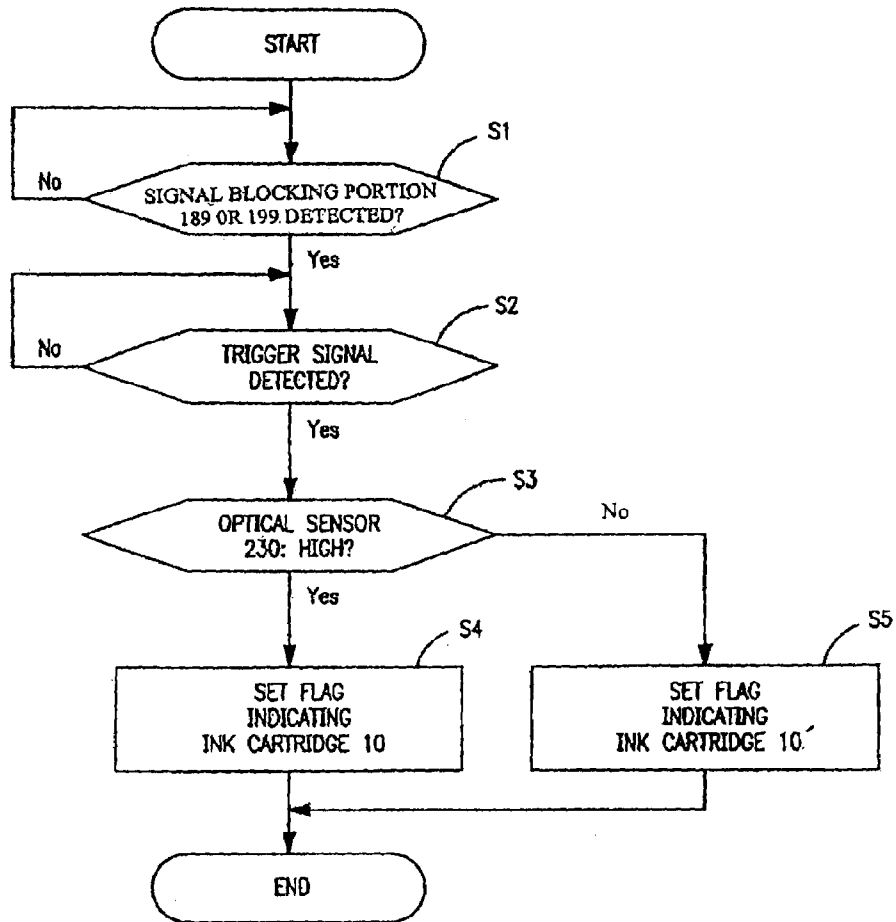 START
S1
No
SIGNAL BLOCKING PORTION
189 OR 199. DETECTED?
Yes
S2
No
TRIGGER SIGNAL
DETECTED?
Yes
S3
OPTICAL SENSOR
230: HIGH?
No
Yes
S4
S5
SET FLAG
INDICATING
INK CARTRIDGE 10
SET FLAG
INDICATING
INK CARTRIDGE 10.′
END